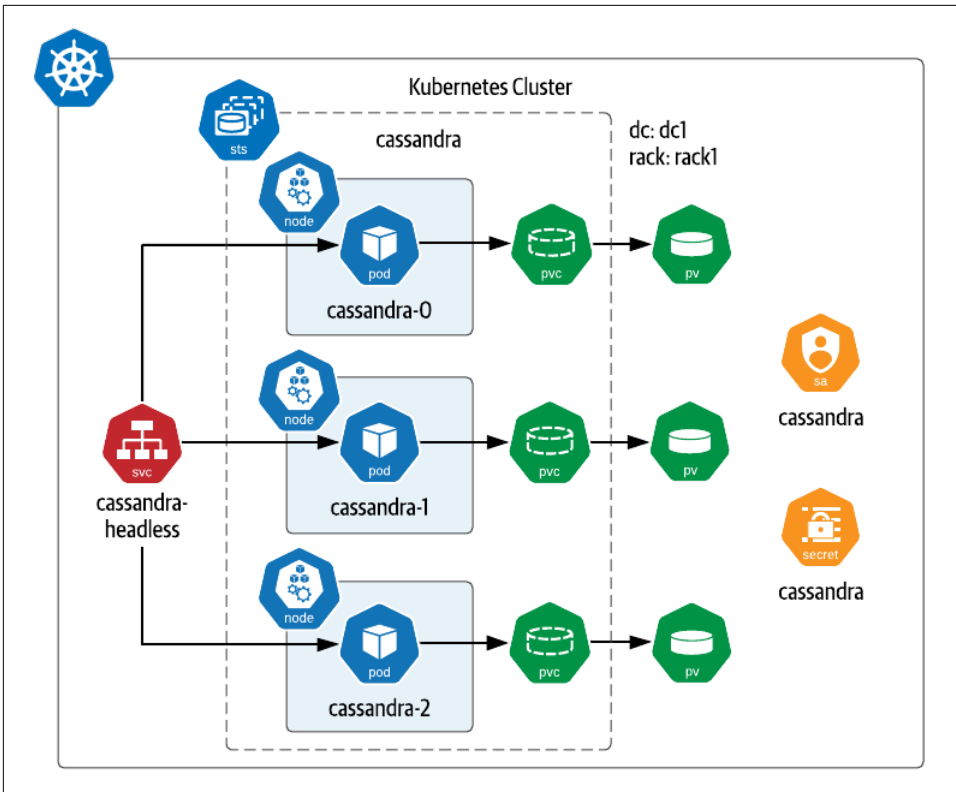 Kubernetes Cluster
sts
cassandra
dc: dc1
rack: rack1
node
pod
pvc
pv
cassandra-0
sa
cassandra
node
pod
pvc
pv
cassandra-1
svc
cassandra-
headless
secret
cassandra
node
pod
pvc
pv
cassandra-2